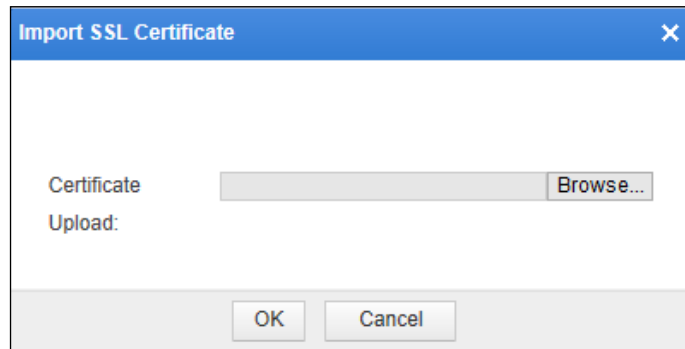 Import SSL Certificate
Certificate Browse...
Upload:
OK Cancel